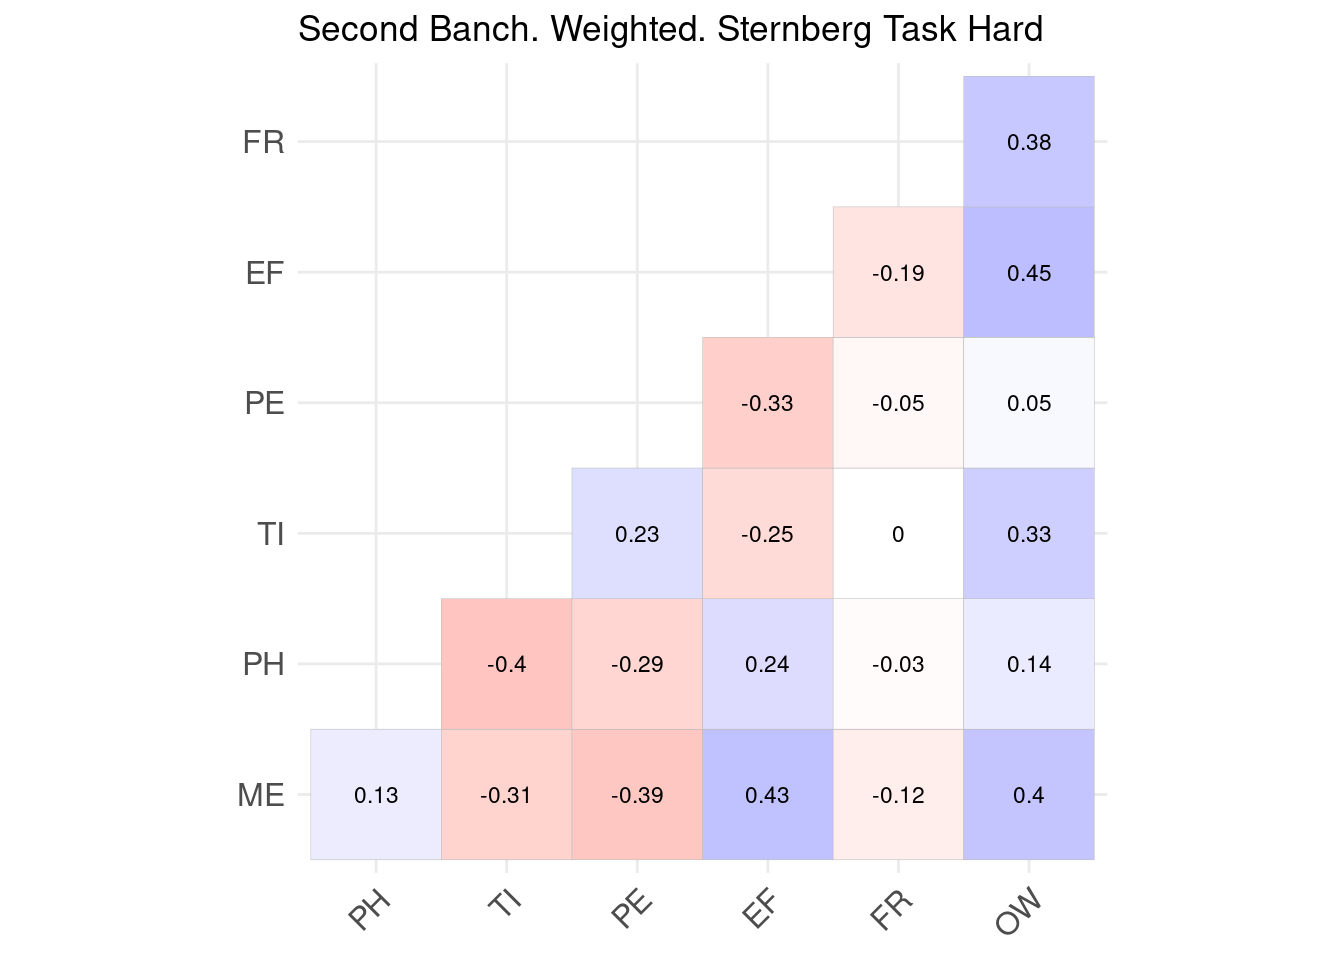 Second Banch. Weighted. Sternberg Task Hard
FR 0.38
EF -0.19 0.45
PE -0.33 -0.05 0.05
TI 0.23 -0.25 0 0.33
PH -0.4 -0.29 0.24 -0.03 0.14
ME 0.13 -0.31 -0.39 0.43 -0.12 0.4
PH TI PE EF FR OW